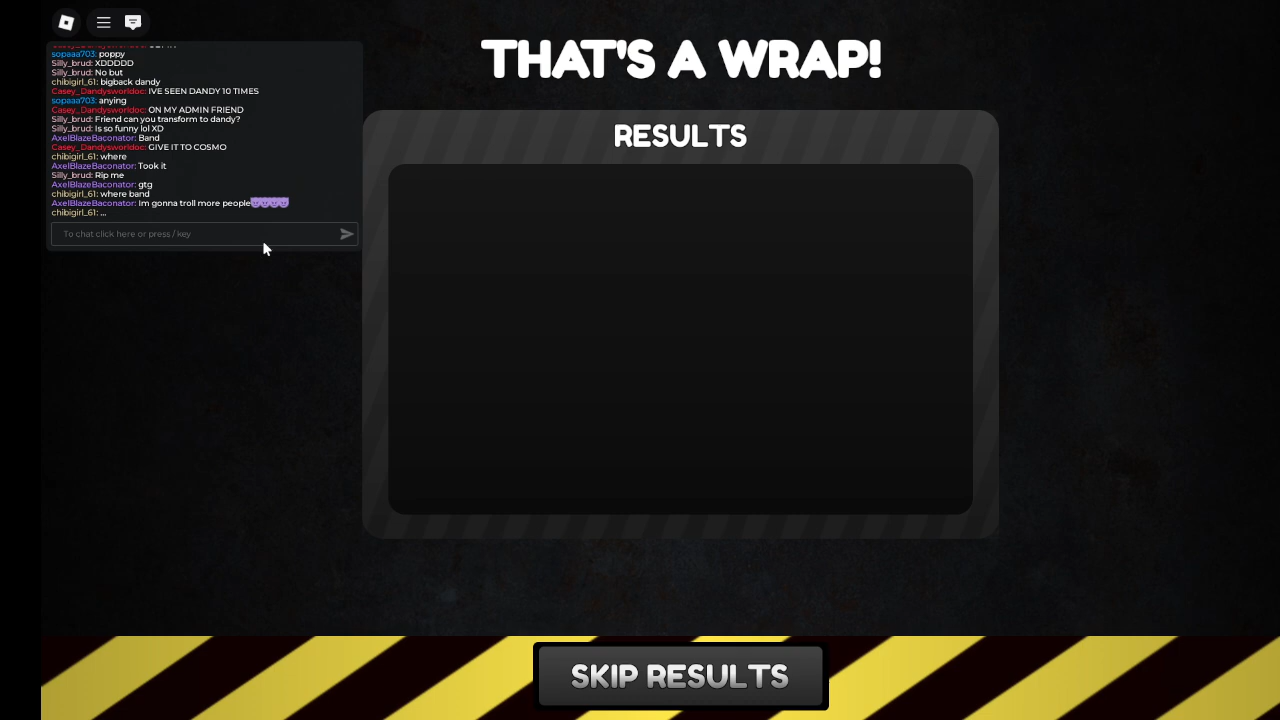 sopaaa703: poppy
Silly_brud: XDDDDD
Silly_brud: No but
chibigirl_61: bigback dandy
Casey_Dandysworldoc: IVE SEEN DANDY 10 TIMES
sopaaa703: anying
Casey_Dandysworldoc: ON MY ADMIN FRIEND
Silly_brud: Friend can you transform to dandy?
Silly_brud: Is so funny lol XD
AxelBlazeBaconator: Band
Casey_Dandysworldoc: GIVE IT TO COSMO
chibigirl_61: where
AxelBlazeBaconator: Took it
Silly_brud: Rip me
AxelBlazeBaconator: gtg
chibigirl_61: where band
AxelBlazeBaconator: Im gonna troll more people😈😈😈😈
chibigirl_61: ...
To chat click here or press / key
THAT'S A WRAP!
RESULTS
SKIP RESULTS